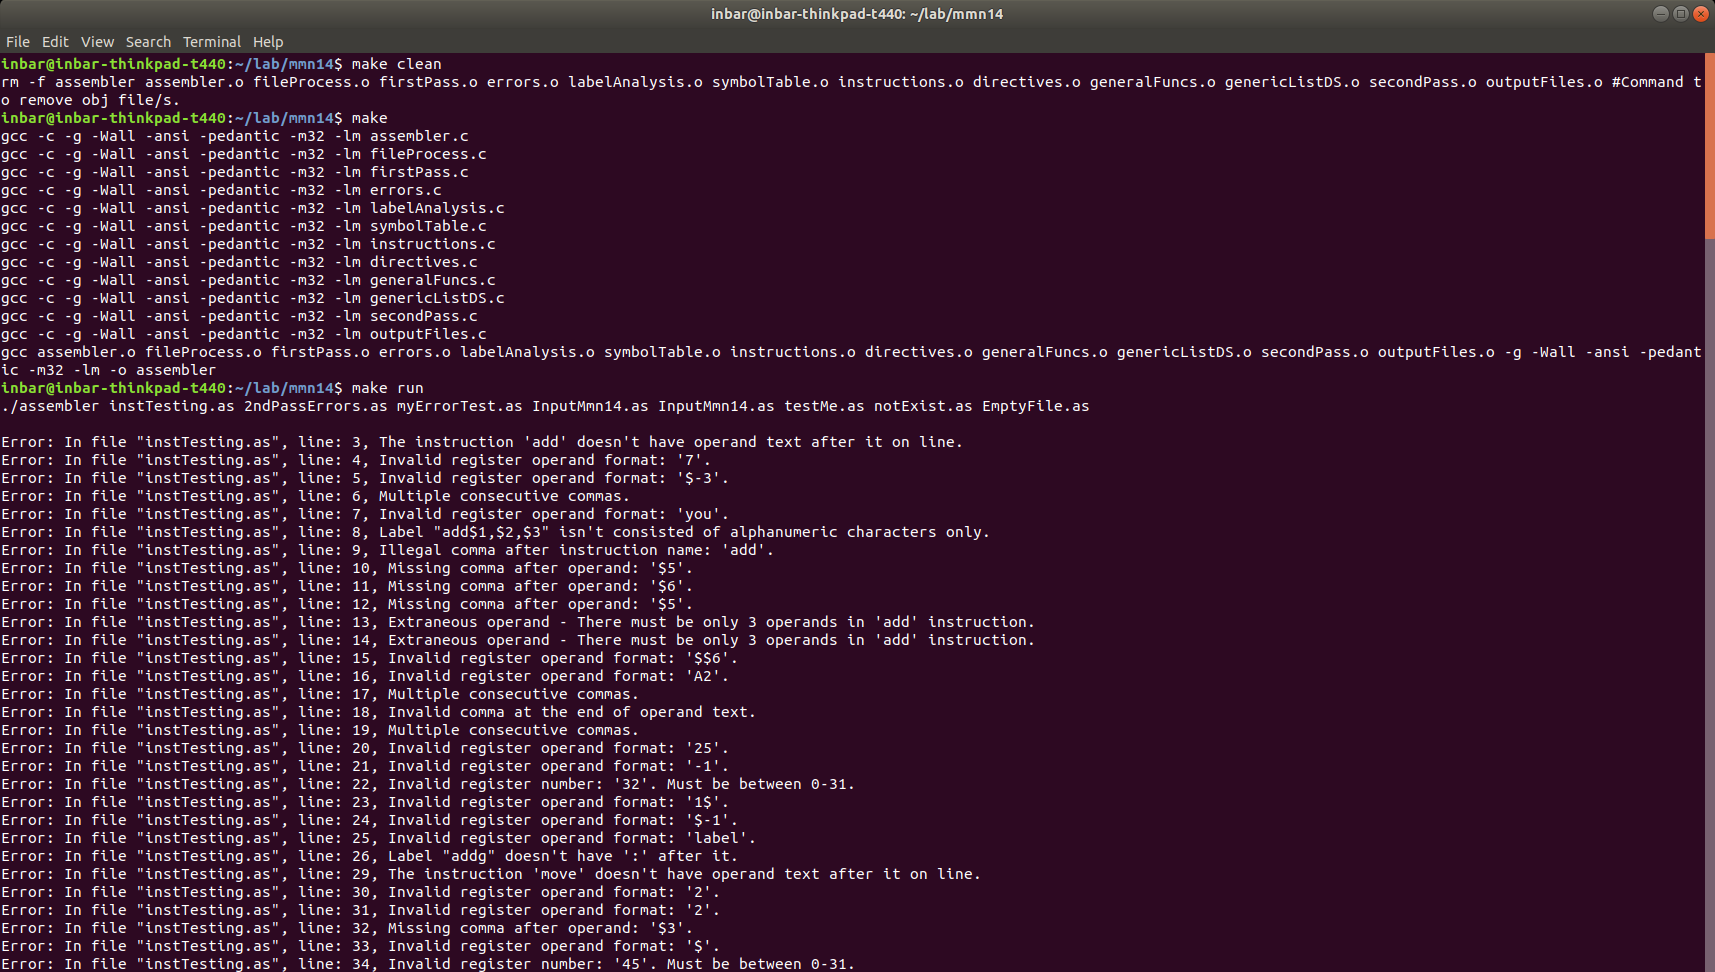 inbar@inbar-thinkpad-t440: ~/lab/mmn14
File Edit View Search Terminal Help
inbar@inbar-thinkpad-t440:~/lab/mmn14$ make clean
rm -f assembler assembler.o fileProcess.o firstPass.o errors.o labelAnalysis.o symbolTable.o instructions.o directives.o generalFuncs.o genericListDS.o secondPass.o outputFiles.o #Command t
o remove obj file/s.
inbar@inbar-thinkpad-t440:~/lab/mmn14$ make
gcc -c -g -Wall -ansi -pedantic -m32 -lm assembler.c
gcc -c -g -Wall -ansi -pedantic -m32 -lm fileProcess.c
gcc -c -g -Wall -ansi -pedantic -m32 -lm firstPass.c
gcc -c -g -Wall -ansi -pedantic -m32 -lm errors.c
gcc -c -g -Wall -ansi -pedantic -m32 -lm labelAnalysis.c
gcc -c -g -Wall -ansi -pedantic -m32 -lm symbolTable.c
gcc -c -g -Wall -ansi -pedantic -m32 -lm instructions.c
gcc -c -g -Wall -ansi -pedantic -m32 -lm directives.c
gcc -c -g -Wall -ansi -pedantic -m32 -lm generalFuncs.c
gcc -c -g -Wall -ansi -pedantic -m32 -lm genericListDS.c
gcc -c -g -Wall -ansi -pedantic -m32 -lm secondPass.c
gcc -c -g -Wall -ansi -pedantic -m32 -lm outputFiles.c
gcc assembler.o fileProcess.o firstPass.o errors.o labelAnalysis.o symbolTable.o instructions.o directives.o generalFuncs.o genericListDS.o secondPass.o outputFiles.o -g -Wall -ansi -pedant
ic -m32 -lm -o assembler
inbar@inbar-thinkpad-t440:~/lab/mmn14$ make run
./assembler instTesting.as 2ndPassErrors.as myErrorTest.as InputMmn14.as InputMmn14.as testMe.as notExist.as EmptyFile.as
Error: In file "instTesting.as", line: 3, The instruction 'add' doesn't have operand text after it on line.
Error: In file "instTesting.as", line: 4, Invalid register operand format: '7'.
Error: In file "instTesting.as", line: 5, Invalid register operand format: '$-3'.
Error: In file "instTesting.as", line: 6, Multiple consecutive commas.
Error: In file "instTesting.as", line: 7, Invalid register operand format: 'you'.
Error: In file "instTesting.as", line: 8, Label "add$1,$2,$3" isn't consisted of alphanumeric characters only.
Error: In file "instTesting.as", line: 9, Illegal comma after instruction name: 'add'.
Error: In file "instTesting.as", line: 10, Missing comma after operand: '$5'.
Error: In file "instTesting.as", line: 11, Missing comma after operand: '$6'.
Error: In file "instTesting.as", line: 12, Missing comma after operand: '$5'.
Error: In file "instTesting.as", line: 13, Extraneous operand - There must be only 3 operands in 'add' instruction.
Error: In file "instTesting.as", line: 14, Extraneous operand - There must be only 3 operands in 'add' instruction.
Error: In file "instTesting.as", line: 15, Invalid register operand format: '$$6'.
Error: In file "instTesting.as", line: 16, Invalid register operand format: 'A2'.
Error: In file "instTesting.as", line: 17, Multiple consecutive commas.
Error: In file "instTesting.as", line: 18, Invalid comma at the end of operand text.
Error: In file "instTesting.as", line: 19, Multiple consecutive commas.
Error: In file "instTesting.as", line: 20, Invalid register operand format: '25'.
Error: In file "instTesting.as", line: 21, Invalid register operand format: '-1'.
Error: In file "instTesting.as", line: 22, Invalid register number: '32'. Must be between 0-31.
Error: In file "instTesting.as", line: 23, Invalid register operand format: '1$'.
Error: In file "instTesting.as", line: 24, Invalid register operand format: '$-1'.
Error: In file "instTesting.as", line: 25, Invalid register operand format: 'label'.
Error: In file "instTesting.as", line: 26, Label "addg" doesn't have ':' after it.
Error: In file "instTesting.as", line: 29, The instruction 'move' doesn't have operand text after it on line.
Error: In file "instTesting.as", line: 30, Invalid register operand format: '2'.
Error: In file "instTesting.as", line: 31, Invalid register operand format: '2'.
Error: In file "instTesting.as", line: 32, Missing comma after operand: '$3'.
Error: In file "instTesting.as", line: 33, Invalid register operand format: '$'.
Error: In file "instTesting.as", line: 34, Invalid register number: '45'. Must be between 0-31.